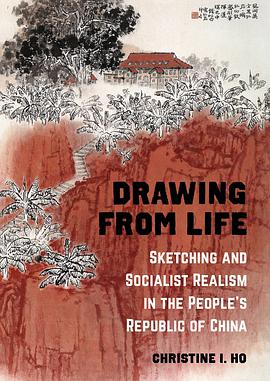 DRAWING
FROM LIFE
SKETCHING AND
SOCIALIST REALISM
IN THE PEOPLE'S
REPUBLIC OF CHINA
CHRISTINE I. HO